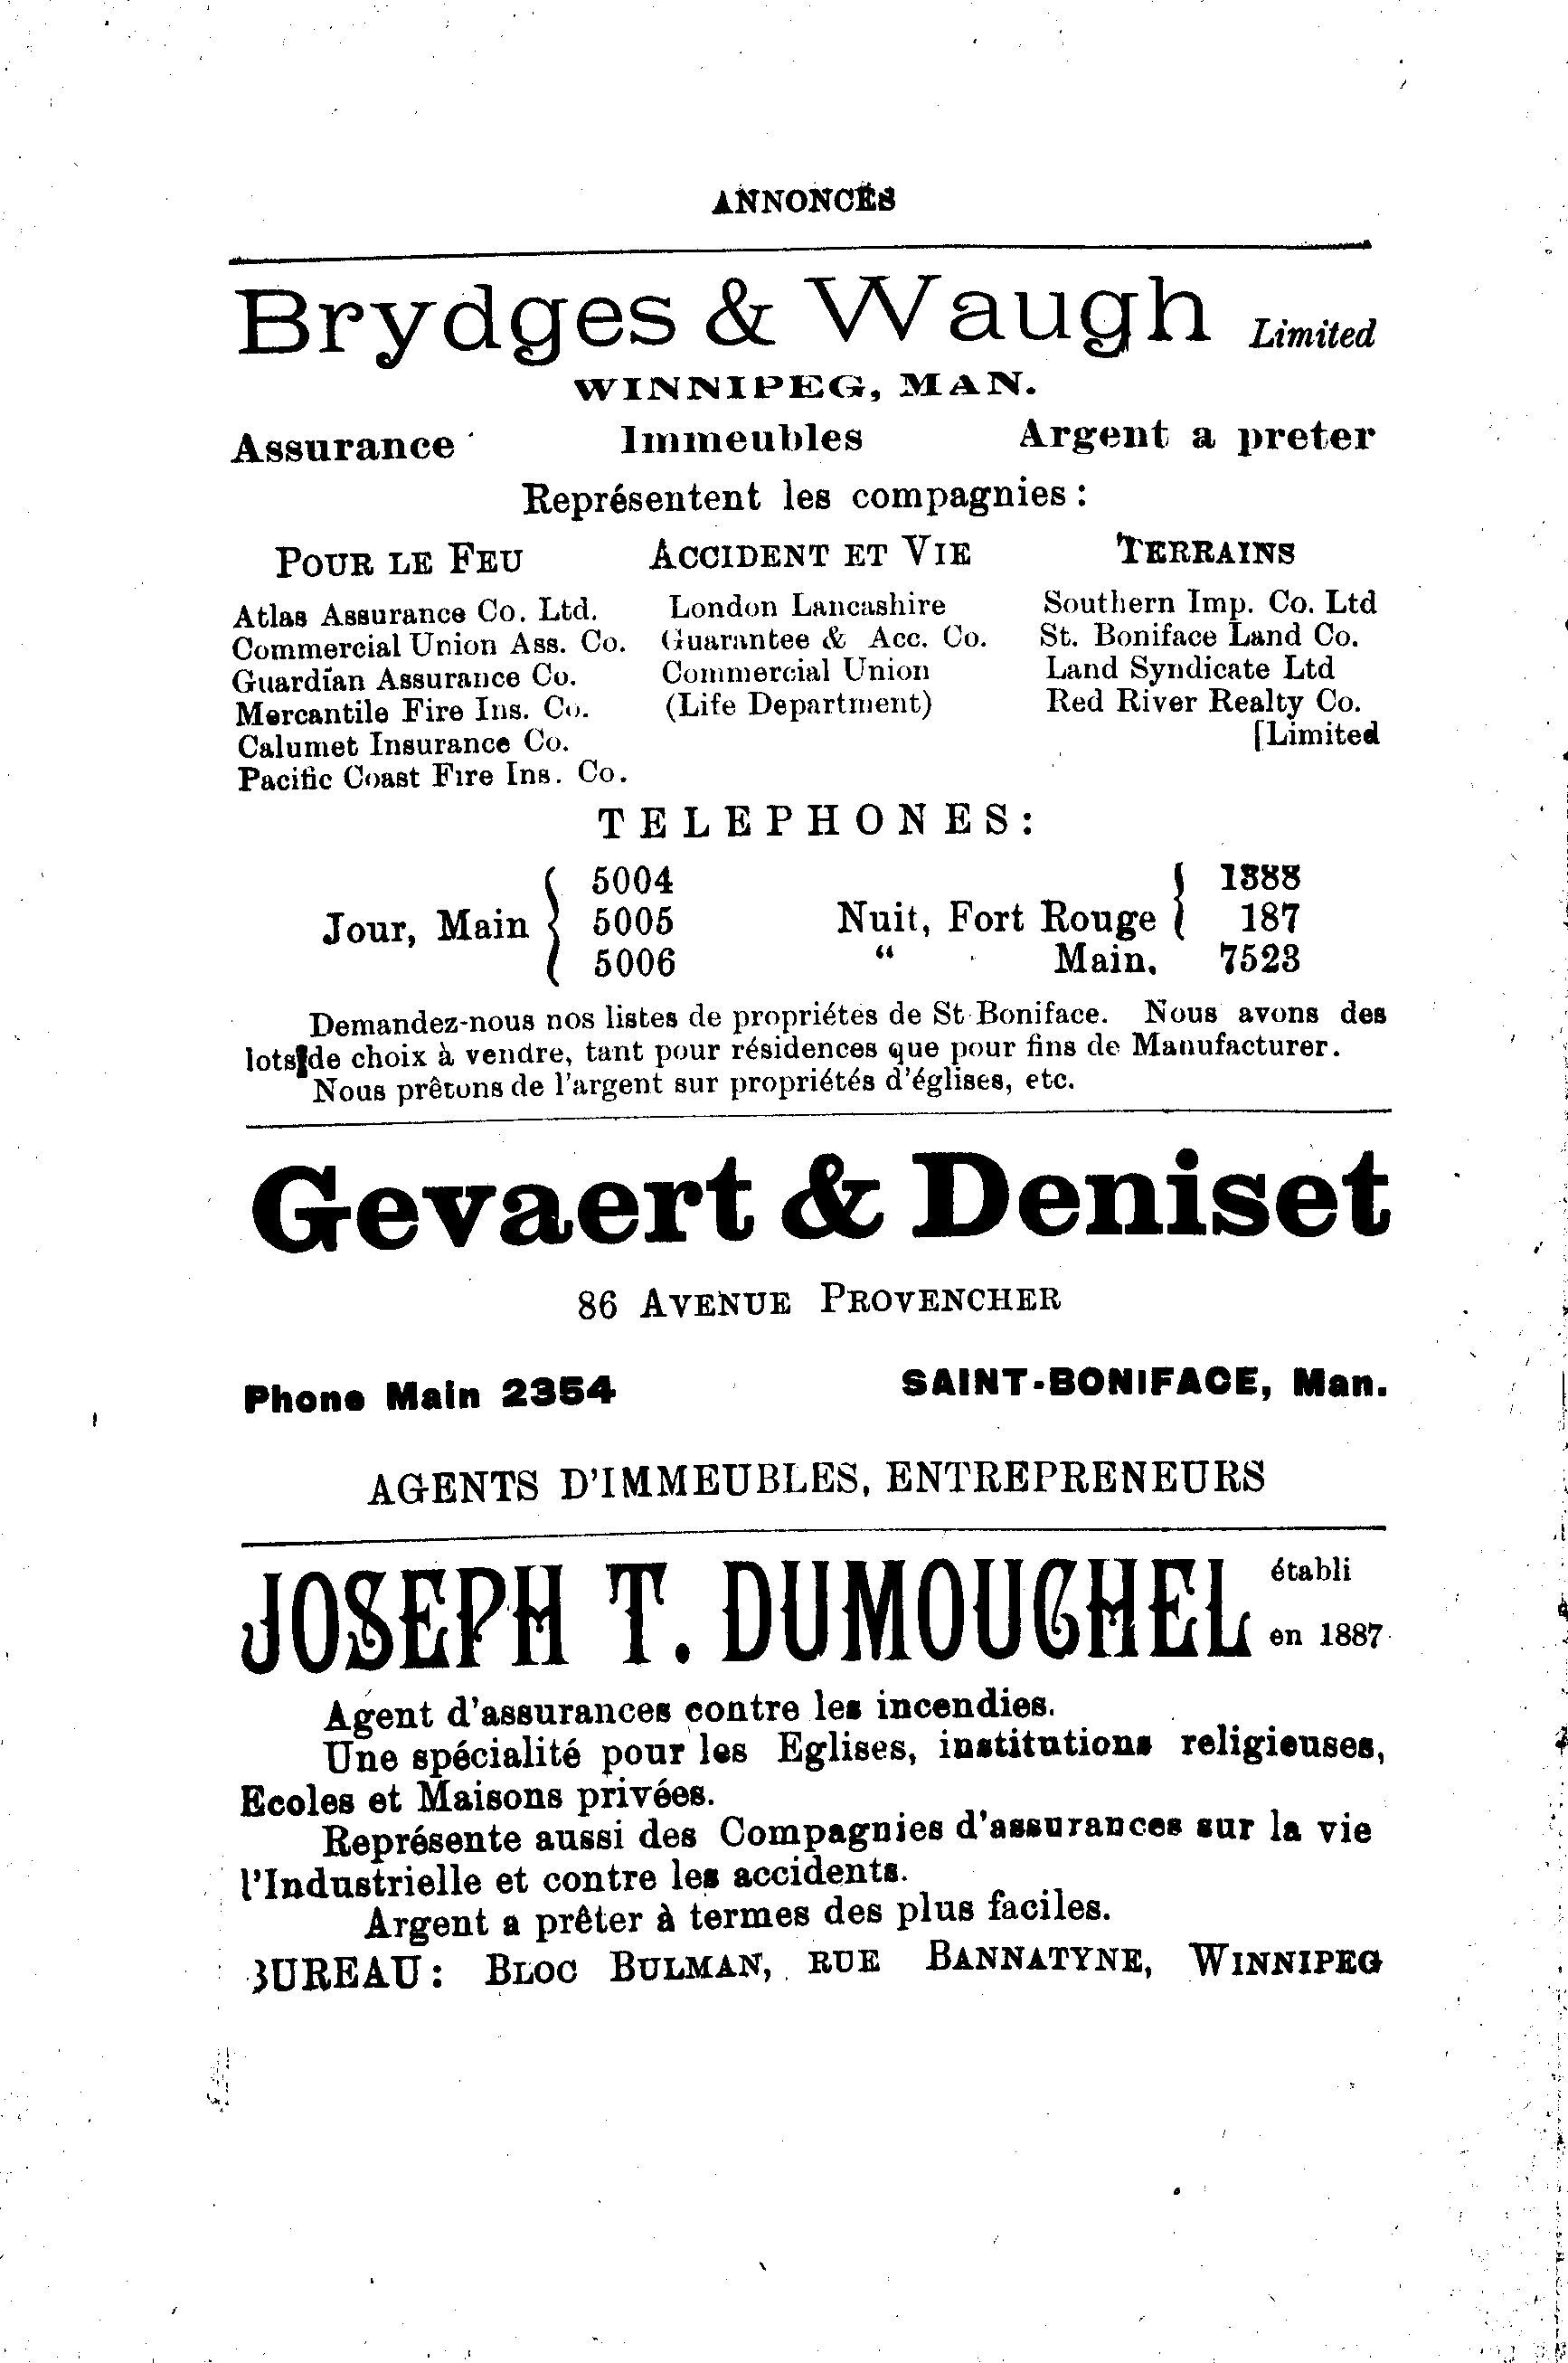 ANNONCES
Brydges & Waugh Limited
WINNIPEG, MAN.
Assurance Immeubles Argent a preter
Représentent les compagnies :
POUR LE FEU ACCIDENT ET VIE TERRAINS
Atlas Assurance Co. Ltd. London Lancashire Southern Imp. Co. Ltd
Commercial Union Ass. Co. Guarantee & Acc. Co. St. Boniface Land Co.
Guardian Assurance Co. Commercial Union Land Syndicate Ltd
Mercantile Fire Ins. Co. (Life Department) Red River Realty Co.
Calumet Insurance Co. [Limited
Pacific Coast Fire Ins. Co.
TELEPHONES:
5004 1388
Jour, Main { 5005 Nuit, Fort Rouge { 187
5006 “ Main. 7523
Demandez-nous nos listes de propriétes de St Boniface. Nous avons des
lots de choix à vendre, tant pour résidences que pour fins de Manufacturer.
Nous prêtons de l'argent sur propriétés d'églises, etc.
Gevaert & Deniset
86 AVENUE PROVENCHER
Phone Main 2354 SAINT-BONIFACE, Man.
AGENTS D'IMMEUBLES, ENTREPRENEURS
JOSEPH T. DUMOUCHEL établi
en 1887
Agent d'assurances contre les incendies.
Une spécialité pour les Eglises, institutions religieuses,
Ecoles et Maisons privées.
Représente aussi des Compagnies d'assurances sur la vie
l'Industrielle et contre les accidents.
Argent a prêter à termes des plus faciles.
BUREAU : BLOC BULMAN, RUE BANNATYNE, WINNIPEG